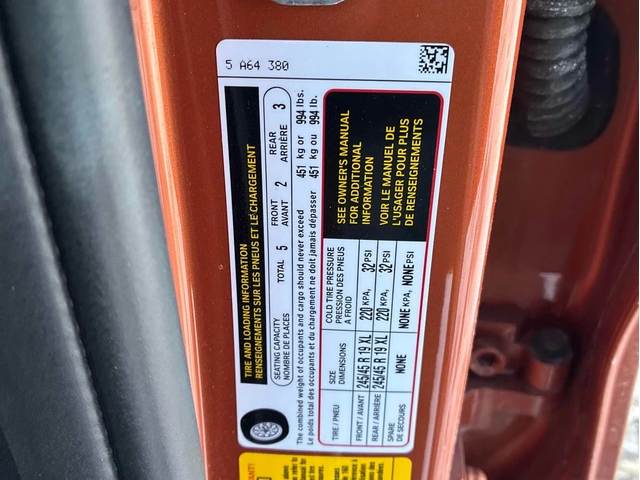 5 A64 380
TIRE AND LOADING INFORMATION
RENSEIGNEMENTS SUR LES PNEUS ET LE CHARGEMENT
SEATING CAPACITY
NOMBRE DE PLACES
TOTAL 5
FRONT
AVANT
2
REAR
ARRIÈRE
3
The combined weight of occupants and cargo should never exceed 451 kg or 994 lbs.
Le poids total des occupants et du chargement ne doit jamais dépasser 451 kg ou 994 lb.
TIRE / PNEU
SIZE
DIMENSIONS
COLD TIRE PRESSURE
PRESSION DES PNEUS
A FROID
FRONT / AVANT 245/45 R 19 XL 220 KPA, 32 PSI
REAR / ARRIÈRE 245/45 R 19 XL 220 KPA, 32 PSI
SPARE
DE SECOURS
NONE
NONE KPA, NONE PSI
SEE OWNER'S MANUAL
FOR ADDITIONAL
INFORMATION
VOIR LE MANUEL DE
L'USAGER POUR PLUS
DE RENSEIGNEMENTS